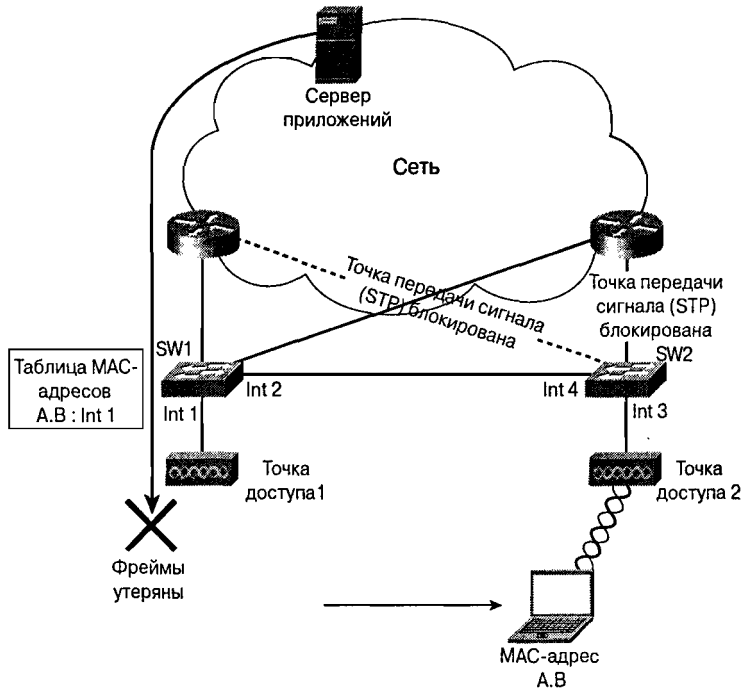 Сервер
приложений
Сеть
Точка передачи сигнала
(STP) блокирована
Точка передачи
сигнала (STP)
блокирована
SW1
SW2
Таблица MAC-
адресов
A.B : Int 1
Int 1
Int 2
Int 4
Int 3
Точка
доступа1
Точка
доступа 2
Фреймы
утеряны
MAC-адрес
A.B